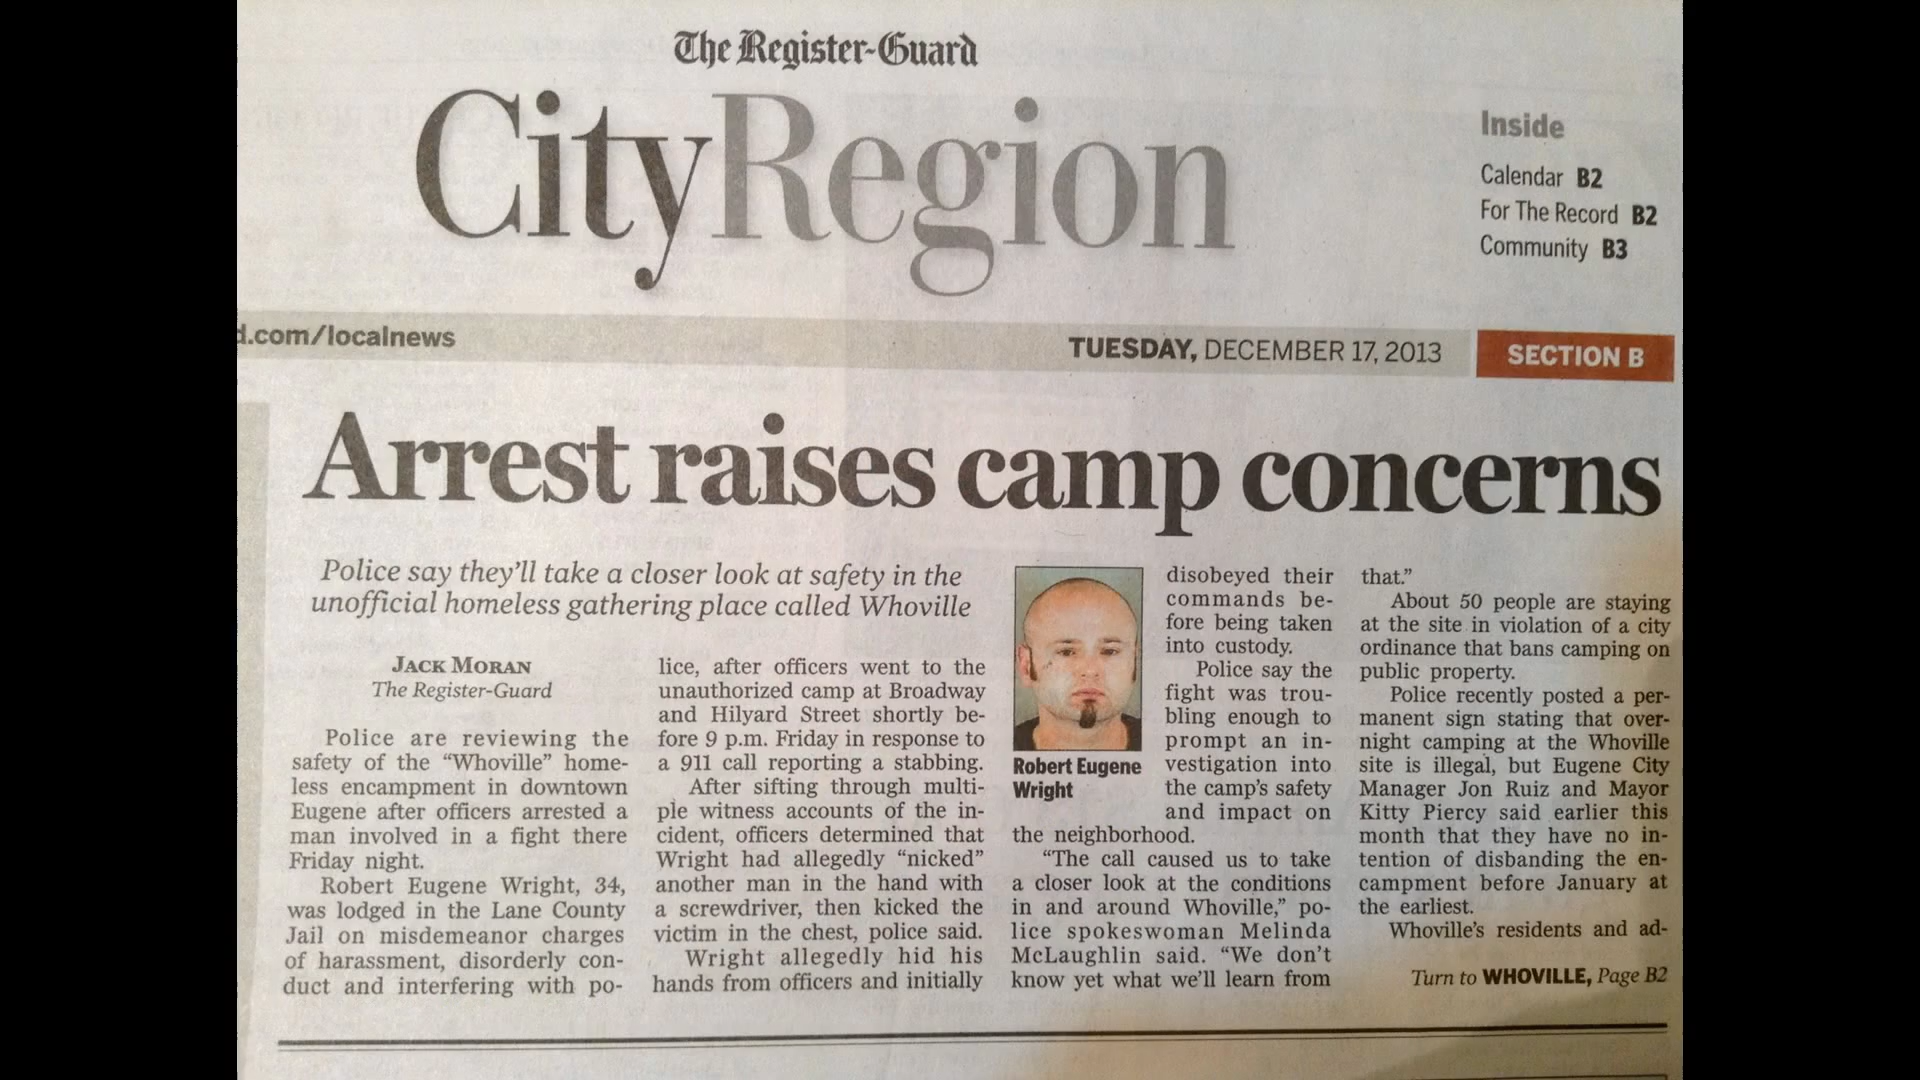 The Register-Guard
CityRegion
Inside
Calendar B2
For The Record B2
Community B3
d.com/localnews
TUESDAY, DECEMBER 17, 2013
SECTION B
Arrest raises camp concerns
Police say they'll take a closer look at safety in the
unofficial homeless gathering place called Whoville
JACK MORAN
The Register-Guard
Police are reviewing the
safety of the “Whoville” home-
less encampment in downtown
Eugene after officers arrested a
man involved in a fight there
Friday night.
Robert Eugene Wright, 34,
was lodged in the Lane County
Jail on misdemeanor charges
of harassment, disorderly con-
duct and interfering with po-
lice, after officers went to the
unauthorized camp at Broadway
and Hilyard Street shortly be-
fore 9 p.m. Friday in response to
a 911 call reporting a stabbing.
After sifting through multi-
ple witness accounts of the in-
cident, officers determined that
Wright had allegedly “nicked”
another man in the hand with
a screwdriver, then kicked the
victim in the chest, police said.
Wright allegedly hid his
hands from officers and initially
Robert Eugene
Wright
disobeyed their
commands be-
fore being taken
into custody.
Police say the
fight was trou-
bling enough to
prompt an in-
vestigation into
the camp's safety
and impact on
the neighborhood.
“The call caused us to take
a closer look at the conditions
in and around Whoville,” po-
lice spokeswoman Melinda
McLaughlin said. “We don't
know yet what we'll learn from
that.”
About 50 people are staying
at the site in violation of a city
ordinance that bans camping on
public property.
Police recently posted a per-
manent sign stating that over-
night camping at the Whoville
site is illegal, but Eugene City
Manager Jon Ruiz and Mayor
Kitty Piercy said earlier this
month that they have no in-
tention of disbanding the en-
campment before January at
the earliest.
Whoville's residents and ad-
Turn to WHOVILLE, Page B2